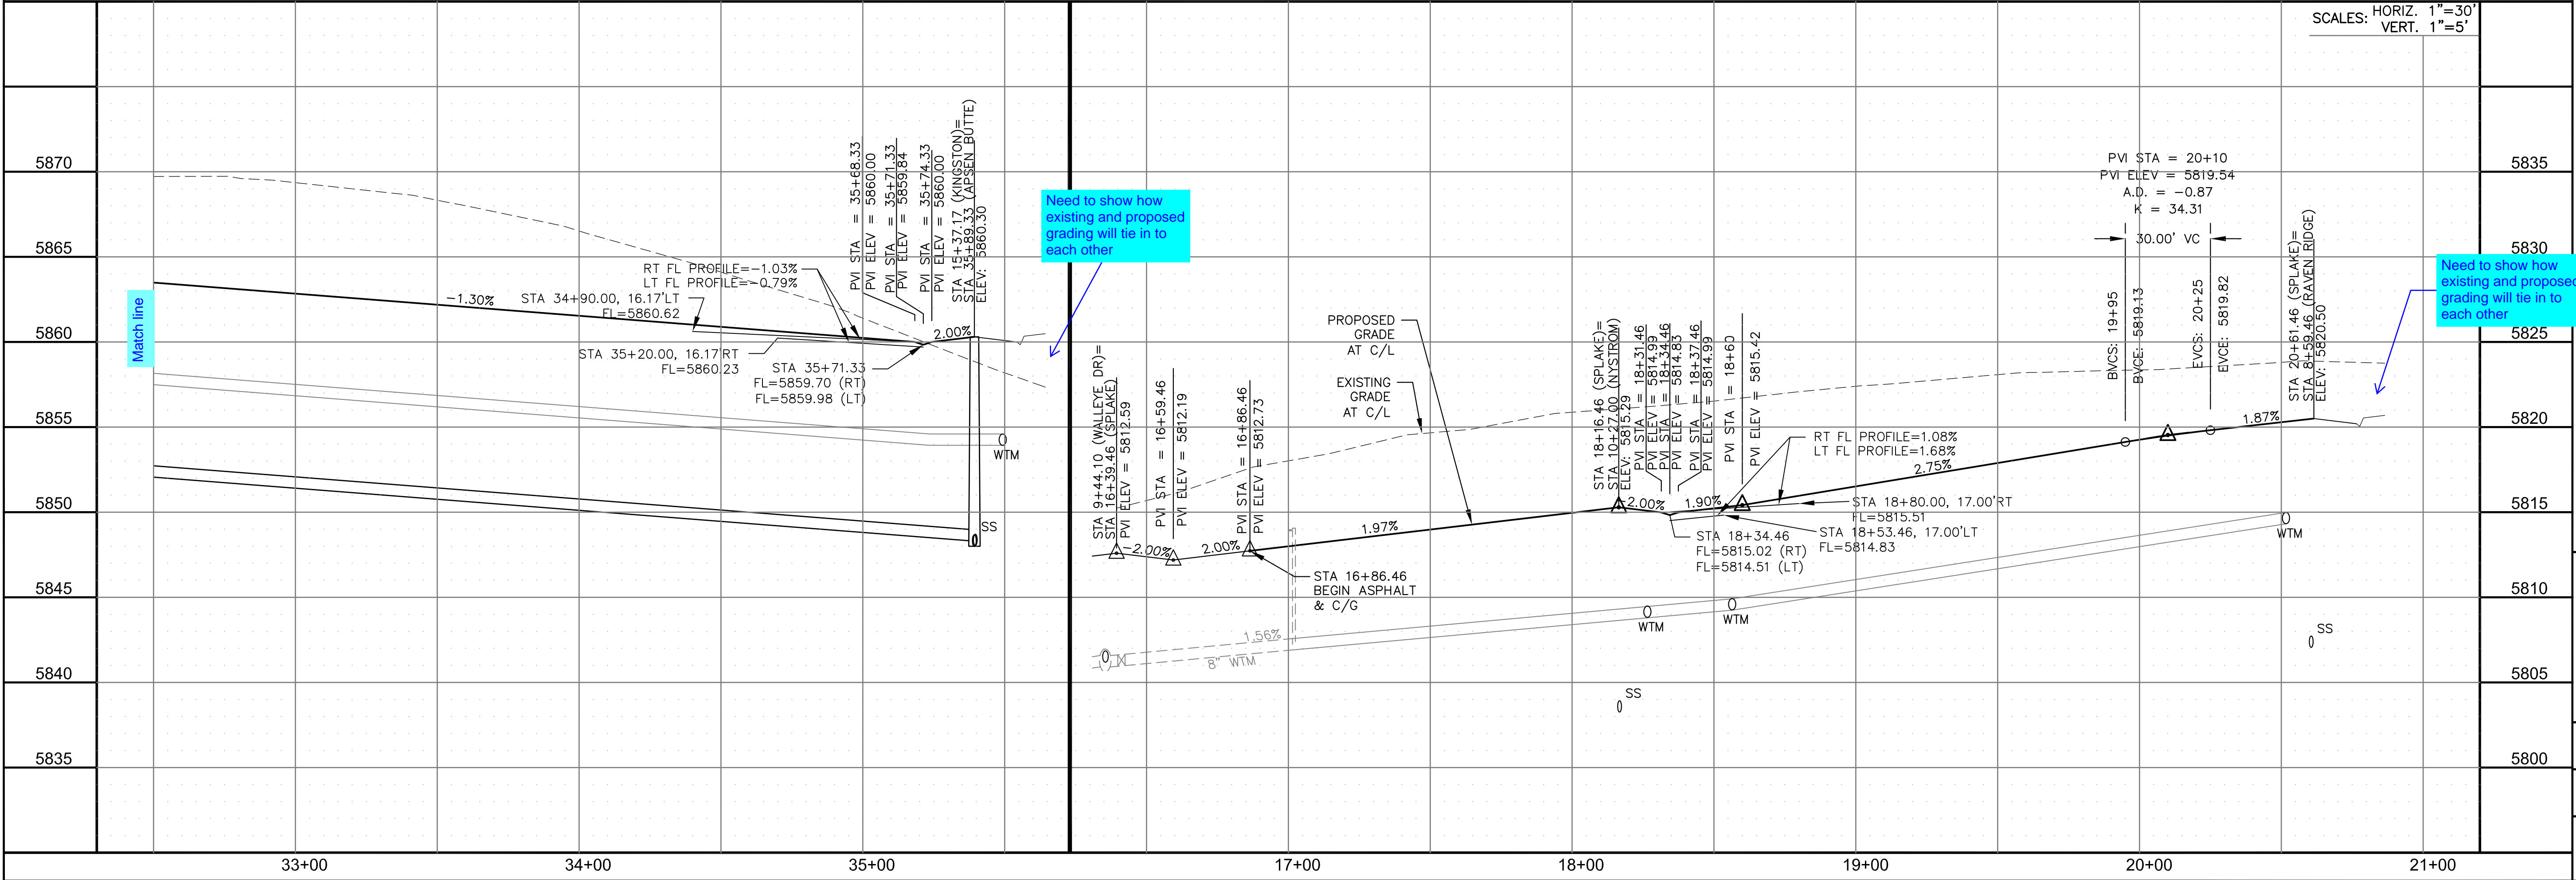 SCALES: HORIZ. 1"=30'
VERT. 1"=5'
5870
5865
5860
5855
5850
5845
5840
5835
Match line
-1.30%
RT FL PROFILE=-1.03%
LT FL PROFILE=-0.79%
STA 34+90.00, 16.17'LT
FL=5860.62
STA 35+20.00, 16.17'RT
FL=5860.23
STA 35+71.33
FL=5859.70 (RT)
FL=5859.98 (LT)
PVI STA = 35+68.33
PVI ELEV = 5860.00
PVI STA = 35+71.33
PVI ELEV = 5859.84
PVI STA = 35+74.33
PVI ELEV = 5860.00
STA 15+37.17 (KINGSTON)=
STA 35+89.33 (APSEN BUTTE)
ELEV: 5860.30
2.00%
WTM
SS
Need to show how
existing and proposed
grading will tie in to
each other
STA 9+44.10 (WALLEYE DR)=
STA 16+39.46 (SPLAKE)
PVI ELEV = 5812.59
PVI STA = 16+59.46
PVI ELEV = 5812.19
PVI STA = 16+86.46
PVI ELEV = 5812.73
-2.00%
2.00%
1.97%
STA 16+86.46
BEGIN ASPHALT
& C/G
PROPOSED
GRADE
AT C/L
EXISTING
GRADE
AT C/L
1.56%
8" WTM
STA 18+16.46 (SPLAKE)=
STA 10+27.00 (NYSTROM)
ELEV: 5815.29
PVI STA = 18+31.46
PVI ELEV = 5814.99
PVI STA = 18+34.46
PVI ELEV = 5814.83
PVI STA = 18+37.46
PVI ELEV = 5814.99
PVI STA = 18+60
PVI ELEV = 5815.42
-2.00%
1.90%
RT FL PROFILE=1.08%
LT FL PROFILE=1.68%
2.75%
STA 18+80.00, 17.00'RT
FL=5815.51
STA 18+53.46, 17.00'LT
FL=5814.83
STA 18+34.46
FL=5815.02 (RT)
FL=5814.51 (LT)
WTM
WTM
SS
PVI STA = 20+10
PVI ELEV = 5819.54
A.D. = -0.87
K = 34.31
30.00' VC
BVCS: 19+95
BVCE: 5819.13
EVCS: 20+25
EVCE: 5819.82
STA 20+61.46 (SPLAKE)=
STA 8+59.46 (RAVEN RIDGE)
ELEV: 5820.50
1.87%
WTM
SS
Need to show how
existing and proposed
grading will tie in to
each other
5835
5830
5825
5820
5815
5810
5805
5800
33+00
34+00
35+00
17+00
18+00
19+00
20+00
21+00